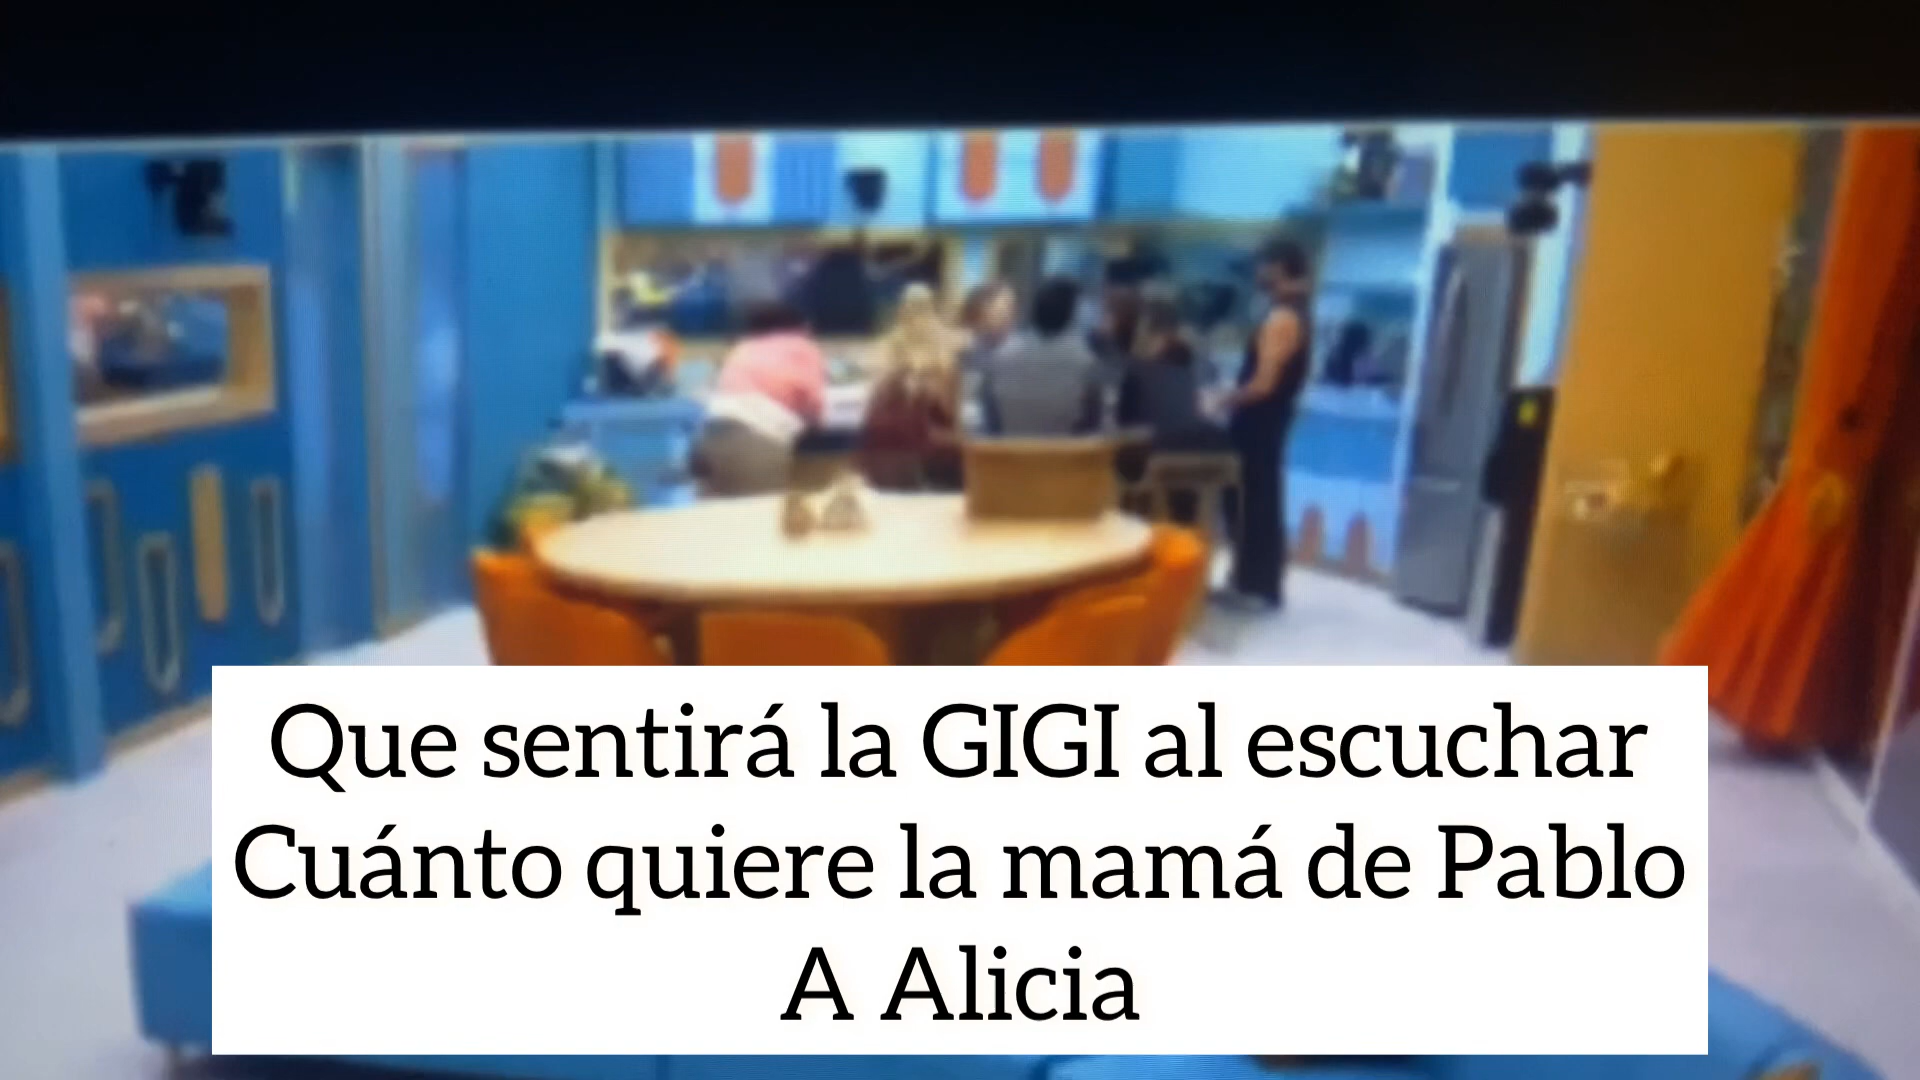 Que sentirá la GIGI al escuchar
Cuánto quiere la mamá de Pablo
A Alicia